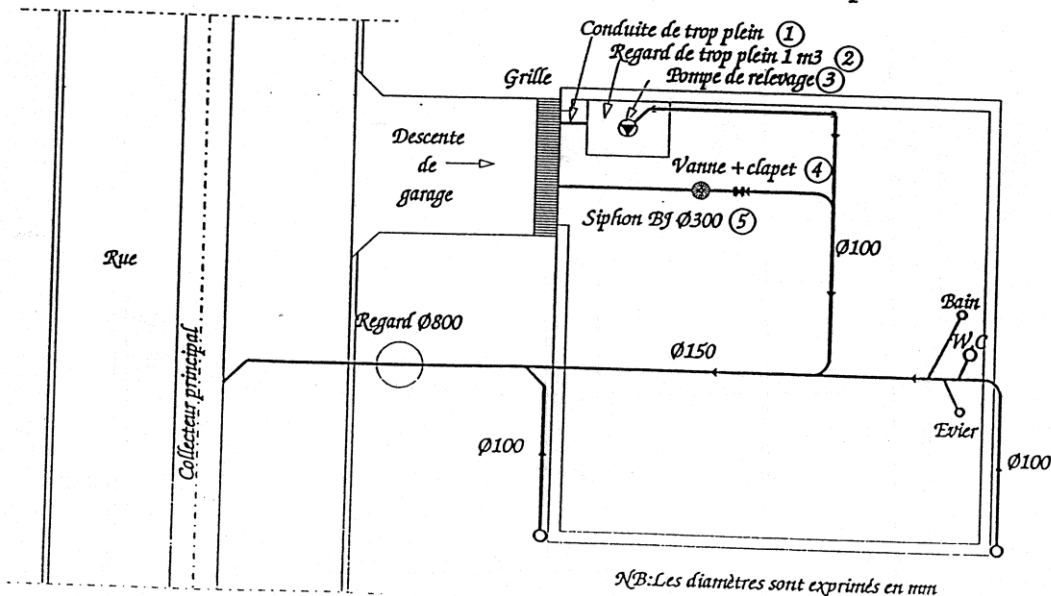 Conduite de trop plein 1
Regard de trop plein 1 m3 2
Pompe de relevage 3
Grille
Descente
de
garage
Vanne + clapet 4
Siphon BJ Ø300 5
Ø100
Rue
Bain
W.C
Regard Ø800
Ø150
Evier
Collecteur principal
Ø100
Ø100
NB:Les diamètres sont exprimés en mm